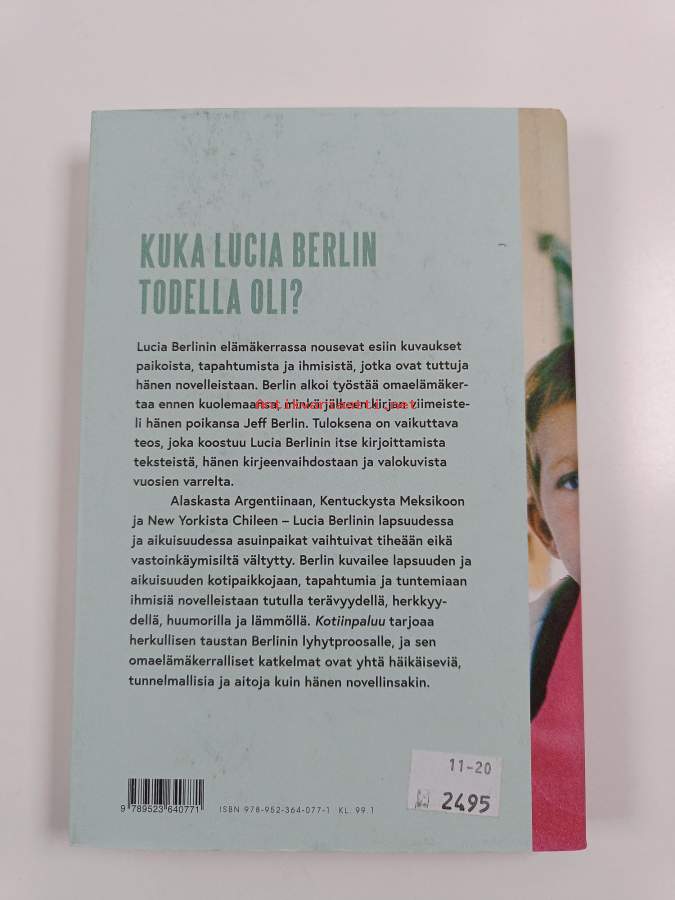 KUKA LUCIA BERLIN
TODELLA OLI?
Lucia Berlinin elämäkerrassa nousevat esiin kuvaukset
paikoista, tapahtumista ja ihmisistä, jotka ovat tuttuja
hänen novelleistaan. Berlin alkoi työstää omaelämäker-
taa ennen kuolemaansa, minkä jälkeen kirjan viimeiste-
Antikvariaatti.net
li hänen poikansa Jeff Berlin. Tuloksena on vaikuttava
teos, joka koostuu Lucia Berlinin itse kirjoittamista
teksteistä, hänen kirjeenvaihdostaan ja valokuvista
vuosien varrelta.
Alaskasta Argentiinaan, Kentuckysta Meksikoon
ja New Yorkista Chileen – Lucia Berlinin lapsuudessa
ja aikuisuudessa asuinpaikat vaihtuivat tiheään eikä
vastoinkäymisiltä vältytty. Berlin kuvailee lapsuuden ja
aikuisuuden kotipaikkojaan, tapahtumia ja tuntemiaan
ihmisiä novelleistaan tutulla terävyydellä, herkkyy-
dellä, huumorilla ja lämmöllä. Kotiinpaluu tarjoaa
herkullisen taustan Berlinin lyhytproosalle, ja sen
omaelämäkerralliset katkelmat ovat yhtä häikäiseviä,
tunnelmallisia ja aitoja kuin hänen novellinsakin.
11-20
2495
9 789523 640771
ISBN 978-952-364-077-1 KL. 99.1